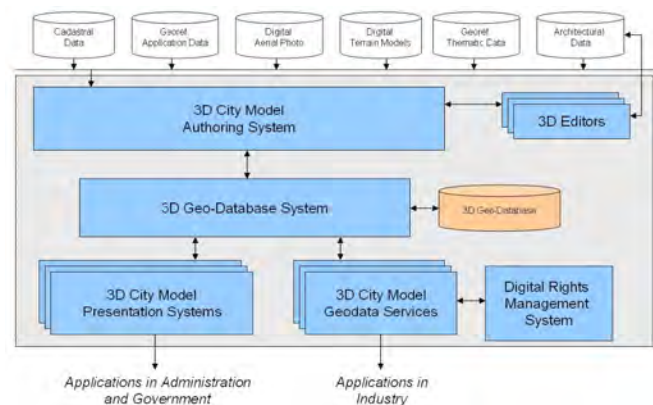 Cadastral
Data
Georef
Application Data
Digital
Aerial Photo
Digital
Terrain Models
Georef
Thematic Data
Architectural
Data
3D City Model
Authoring System
3D Editors
3D Geo-Database System
3D Geo-Database
3D City Model
Presentation Systems
3D City Model
Geodata Services
Digital Rights
Management
System
Applications in Administration
and Government
Applications in
Industry